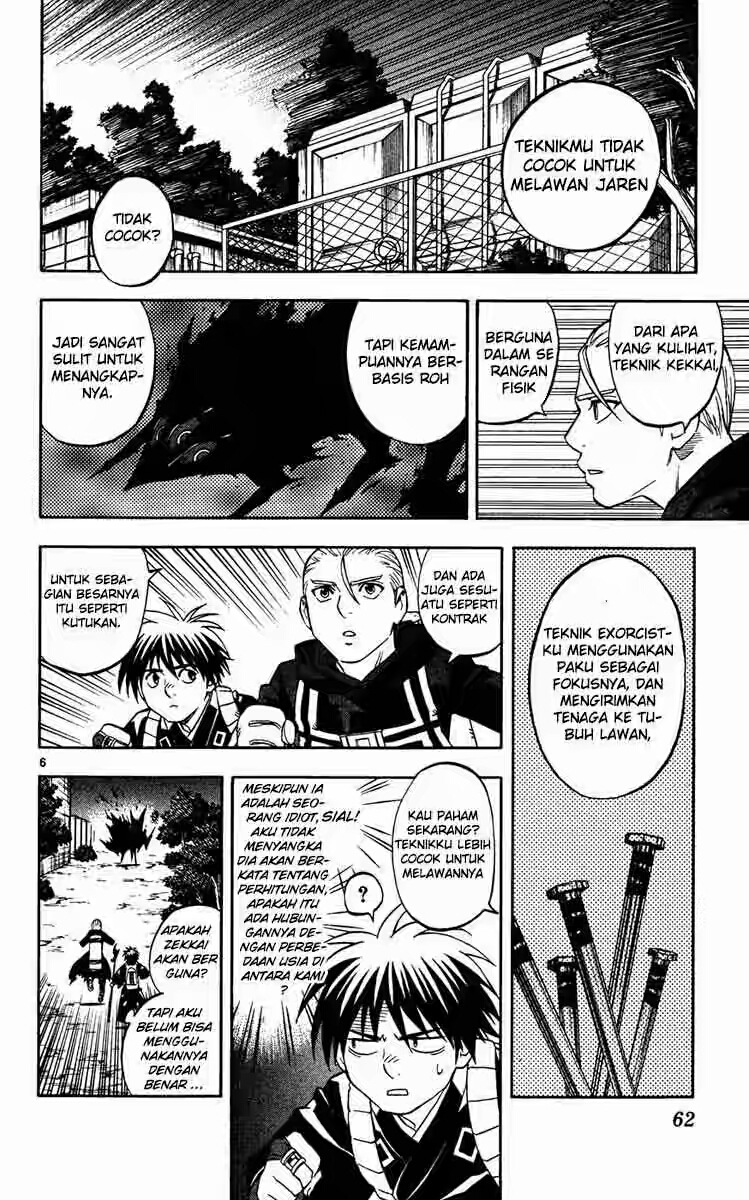 TEKNIKMU TIDAK
COCOK UNTUK
MELAWAN JAREN
TIDAK
COCOK?
DARI APA
YANG KULIHAT,
TEKNIK KEKKAI,
BERGUNA
DALAM SE
RANGAN
FISIK
TAPI KEMAM-
PUANNYA BER-
BASIS ROH
JADI SANGAT
SULIT UNTUK
MENANGKAP-
NYA.
TEKNIK EXORCIST-
KU MENGGUNAKAN
PAKU SEBAGAI
FOKUSNYA, DAN
MENGIRIMKAN
TENAGA KE TU-
BUH LAWAN,
DAN ADA
JUGA SESU-
ATU SEPERTI
KONTRAK
UNTUK SEBA-
GIAN BESARNYA
ITU SEPERTI
KUTUKAN.
6
KAU PAHAM
SEKARANG?
TEKNIKKU LEBIH
COCOK UNTUK
MELAWANNYA
?
MESKIPUN IA
ADALAH SEO-
RANG IDIOT, SIAL!
AKU TIDAK
MENYANGKA
DIA AKAN BER-
KATA TENTANG
PERHITUNGAN,
APAKAH ITU
ADA HUBUN-
GANNYA DE-
NGAN PERBE-
DAAN USIA DI
ANTARA KAMI
?
APAKAH
ZEKKAI
AKAN BER
GUNA?
TAPI AKU
BELUM BISA
MENGGU-
NAKANNYA
DENGAN
BENAR ...
62